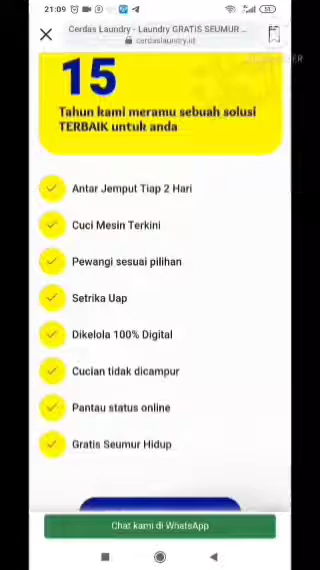 21:09
Cerdas Laundry - Laundry GRATIS SEUMUR ...
cerdaslaundry.id
15
Tahun kami meramu sebuah solusi
TERBAIK untuk anda
Antar Jemput Tiap 2 Hari
Cuci Mesin Terkini
Pewangi sesuai pilihan
Setrika Uap
Dikelola 100% Digital
Cucian tidak dicampur
Pantau status online
Gratis Seumur Hidup
Chat kami di WhatsApp